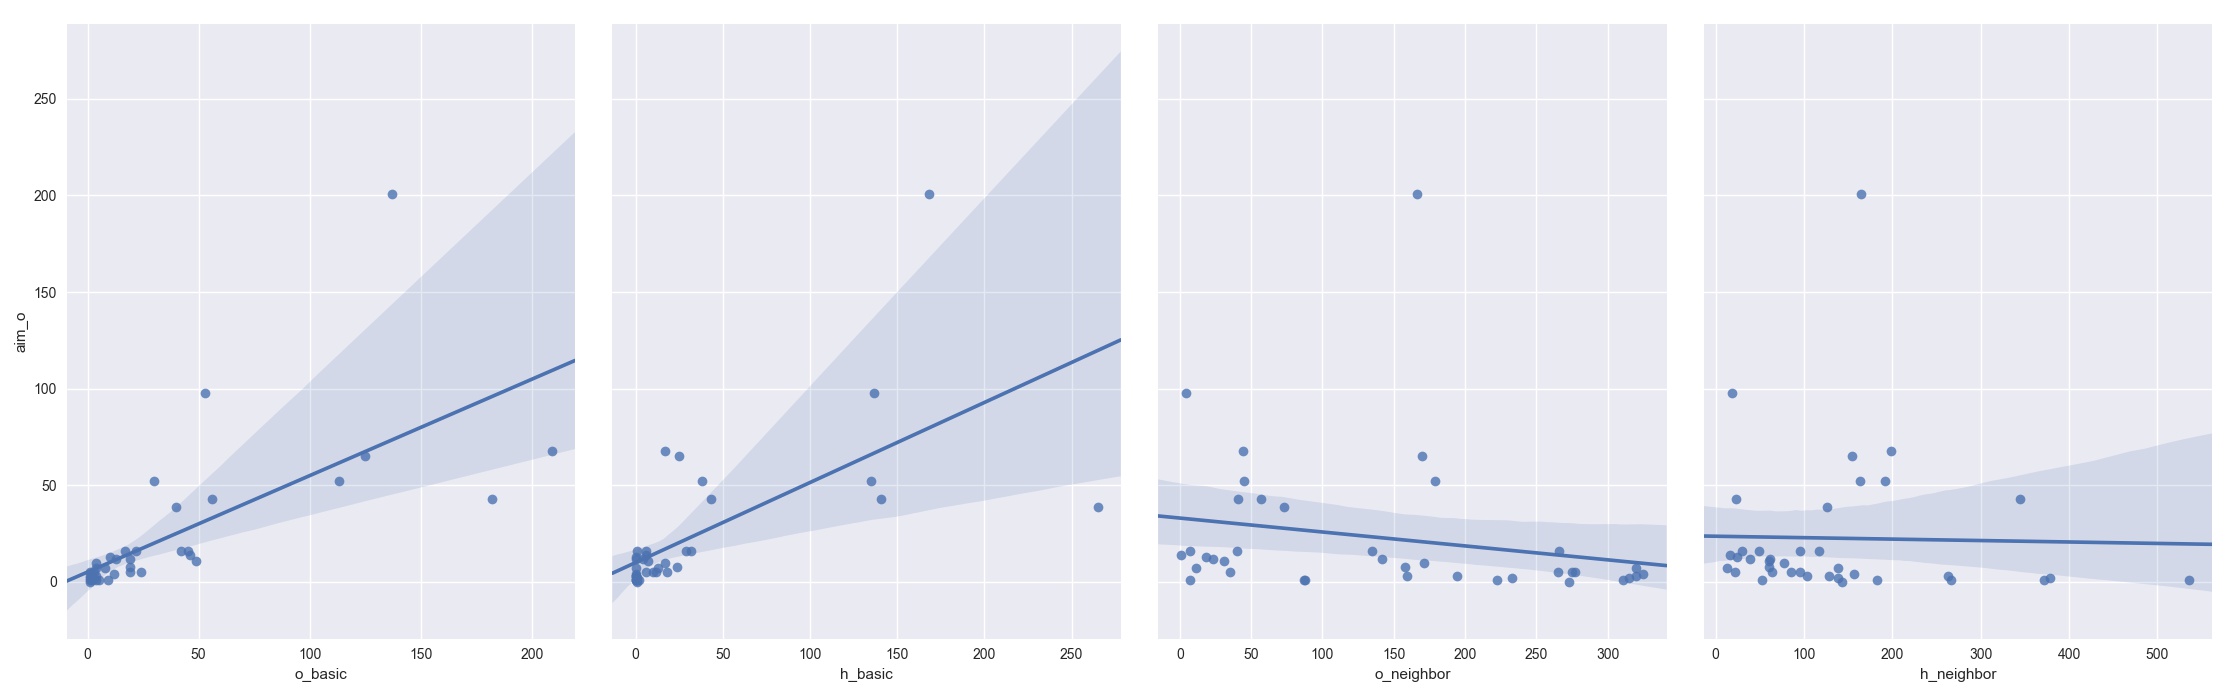 aim_o
250
200
150
100
50
0
0 50 100 150 200
o_basic
0 50 100 150 200 250
h_basic
0 50 100 150 200 250 300
o_neighbor
0 100 200 300 400 500
h_neighbor